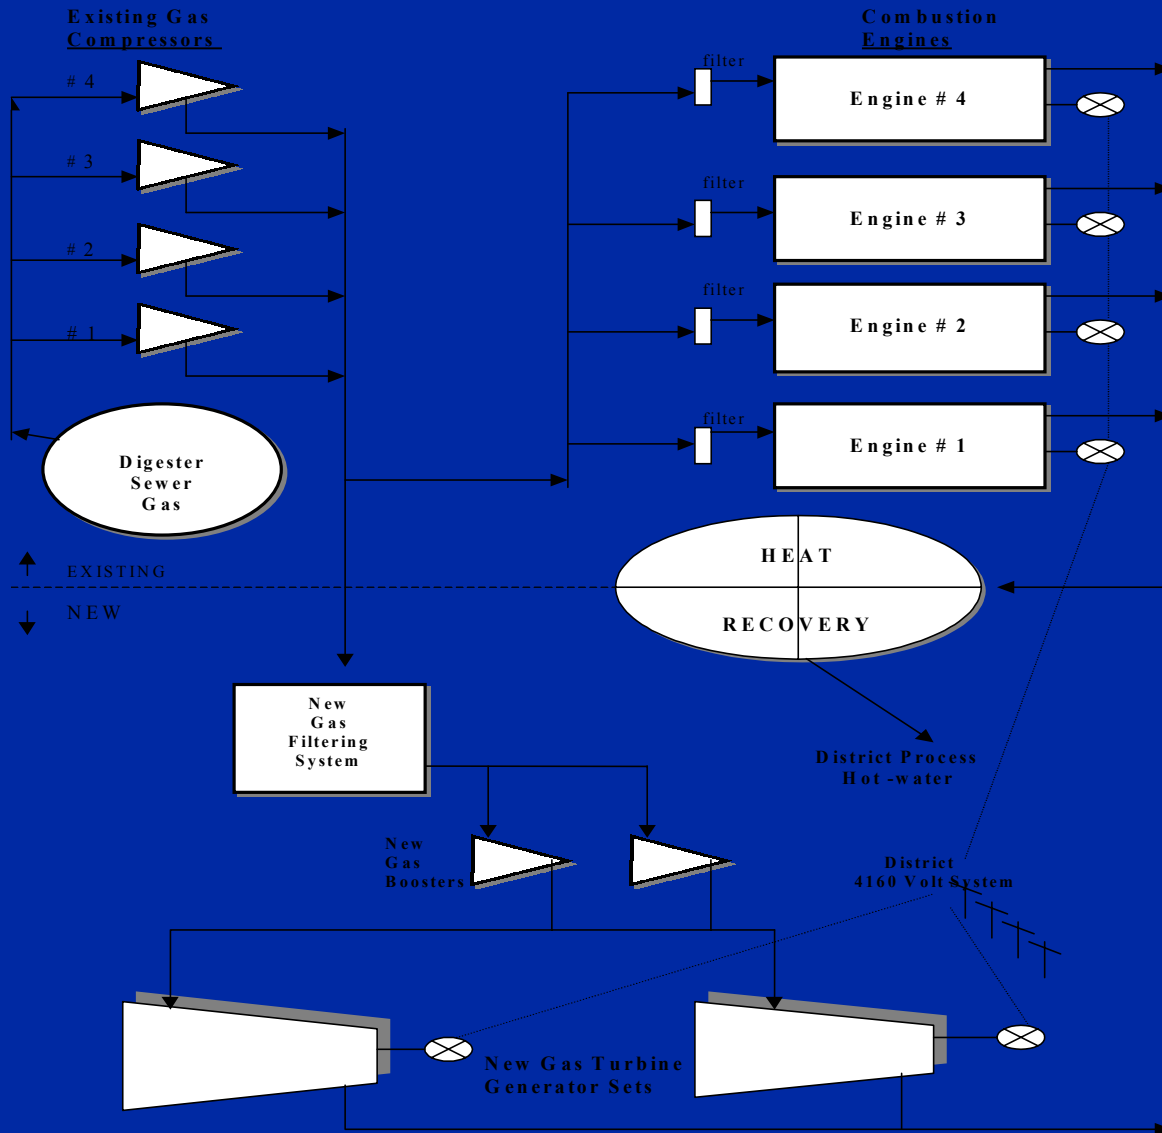 Existing Gas
Compressors
Combustion
Engines
# 4
# 3
# 2
# 1
filter
Engine # 4
filter
Engine # 3
filter
Engine # 2
filter
Engine # 1
Digester
Sewer
Gas
EXISTING
NEW
HEAT
RECOVERY
New
Gas
Filtering
System
District Process
Hot -water
New
Gas
Boosters
District
4160 Volt System
New Gas Turbine
Generator Sets